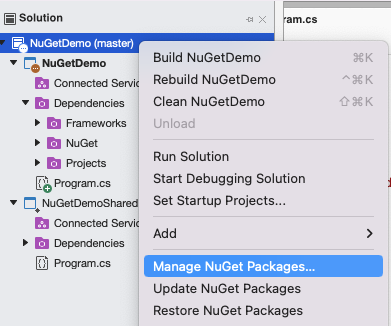 Solution
ram.cs
NuGetDemo (master)
NuGetDemo
Connected Servic
Dependencies
Frameworks
NuGet
Projects
Program.cs
NuGetDemoShared
Connected Servic
Dependencies
Program.cs
Build NuGetDemo ⌘K
Rebuild NuGetDemo ^⌘K
Clean NuGetDemo ⇧⌘K
Unload
Run Solution
Start Debugging Solution
Set Startup Projects...
Add
Manage NuGet Packages...
Update NuGet Packages
Restore NuGet Packages